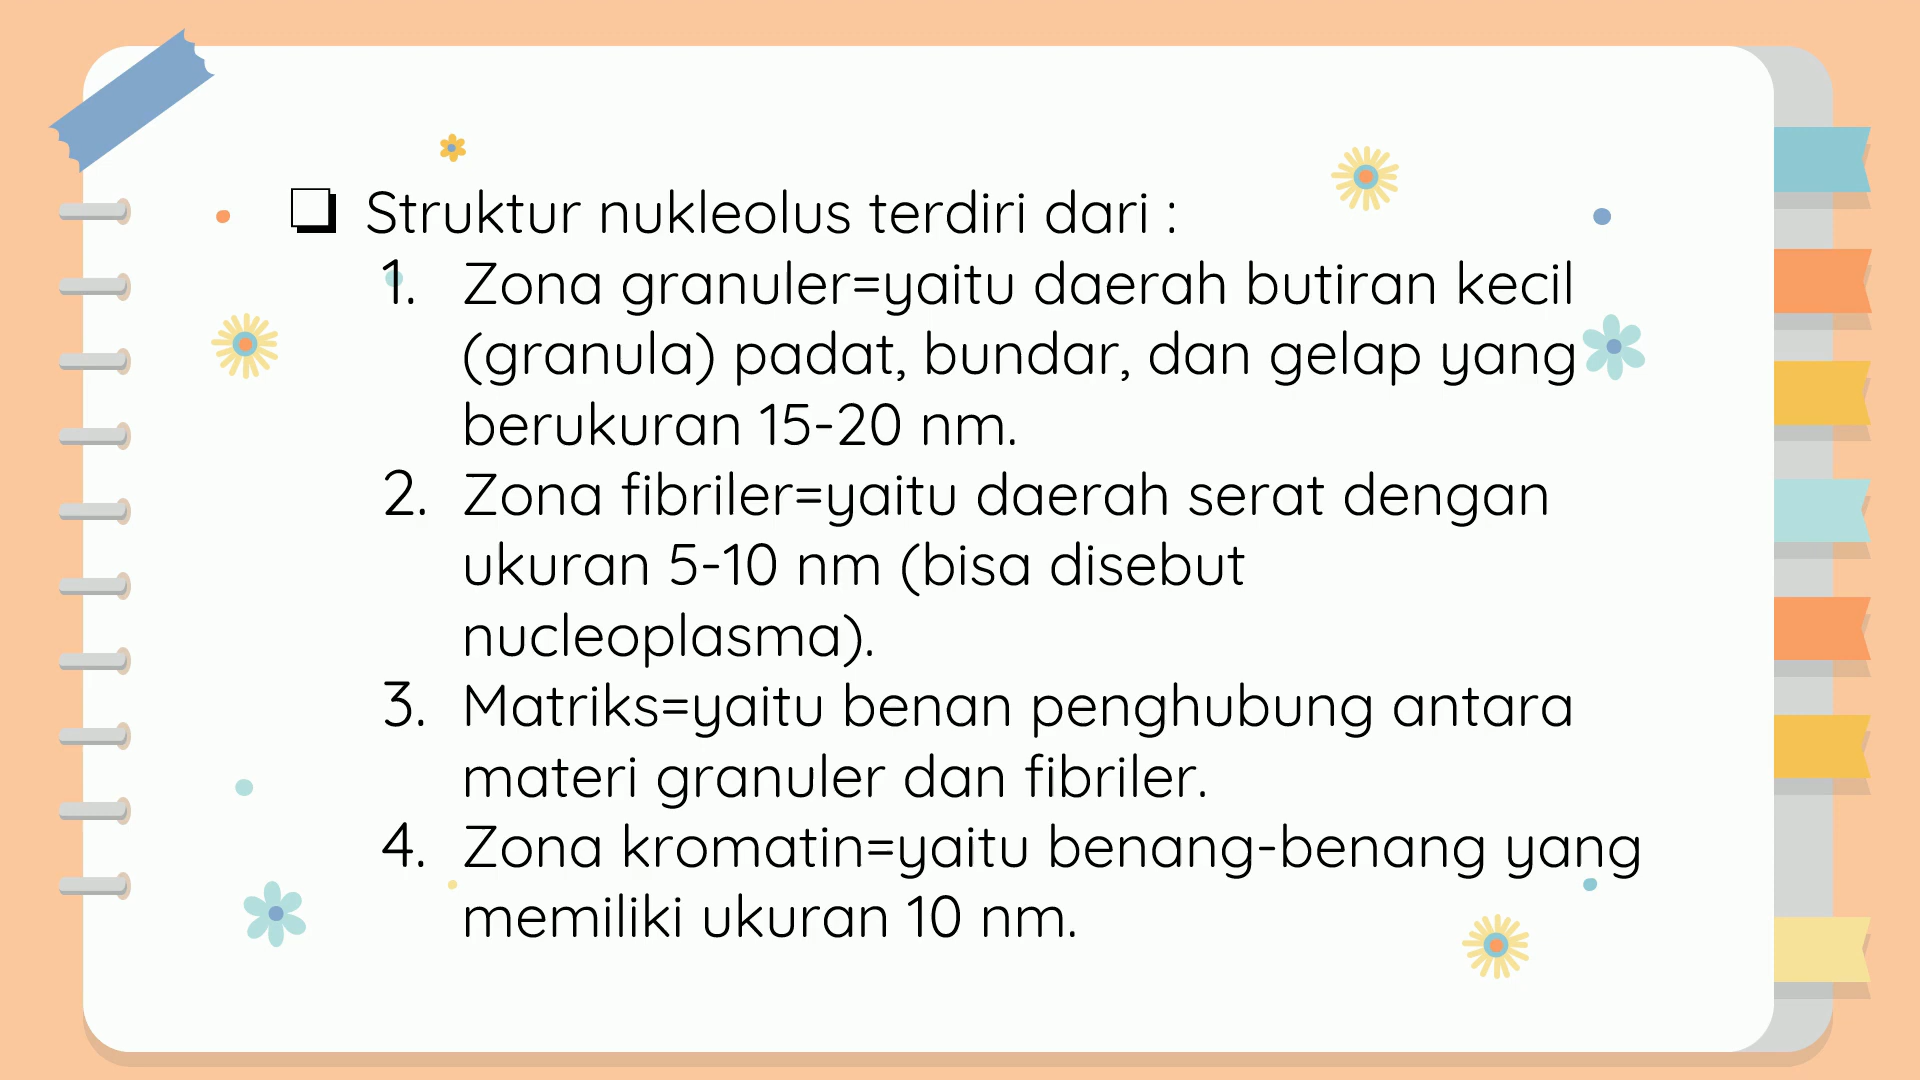 ❑ Struktur nukleolus terdiri dari :
1. Zona granuler=yaitu daerah butiran kecil
(granula) padat, bundar, dan gelap yang
berukuran 15-20 nm.
2. Zona fibriler=yaitu daerah serat dengan
ukuran 5-10 nm (bisa disebut
nucleoplasma).
3. Matriks=yaitu benan penghubung antara
materi granuler dan fibriler.
4. Zona kromatin=yaitu benang-benang yang
memiliki ukuran 10 nm.